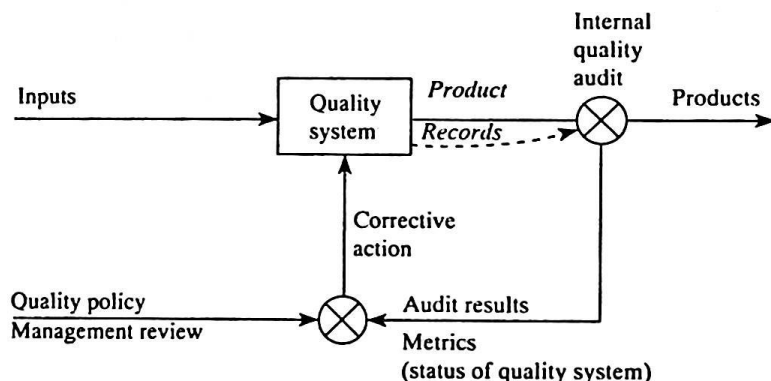 Internal
quality
audit
Inputs
Quality
system
Product
Records
Products
Corrective
action
Quality policy
Management review
Audit results
Metrics
(status of quality system)